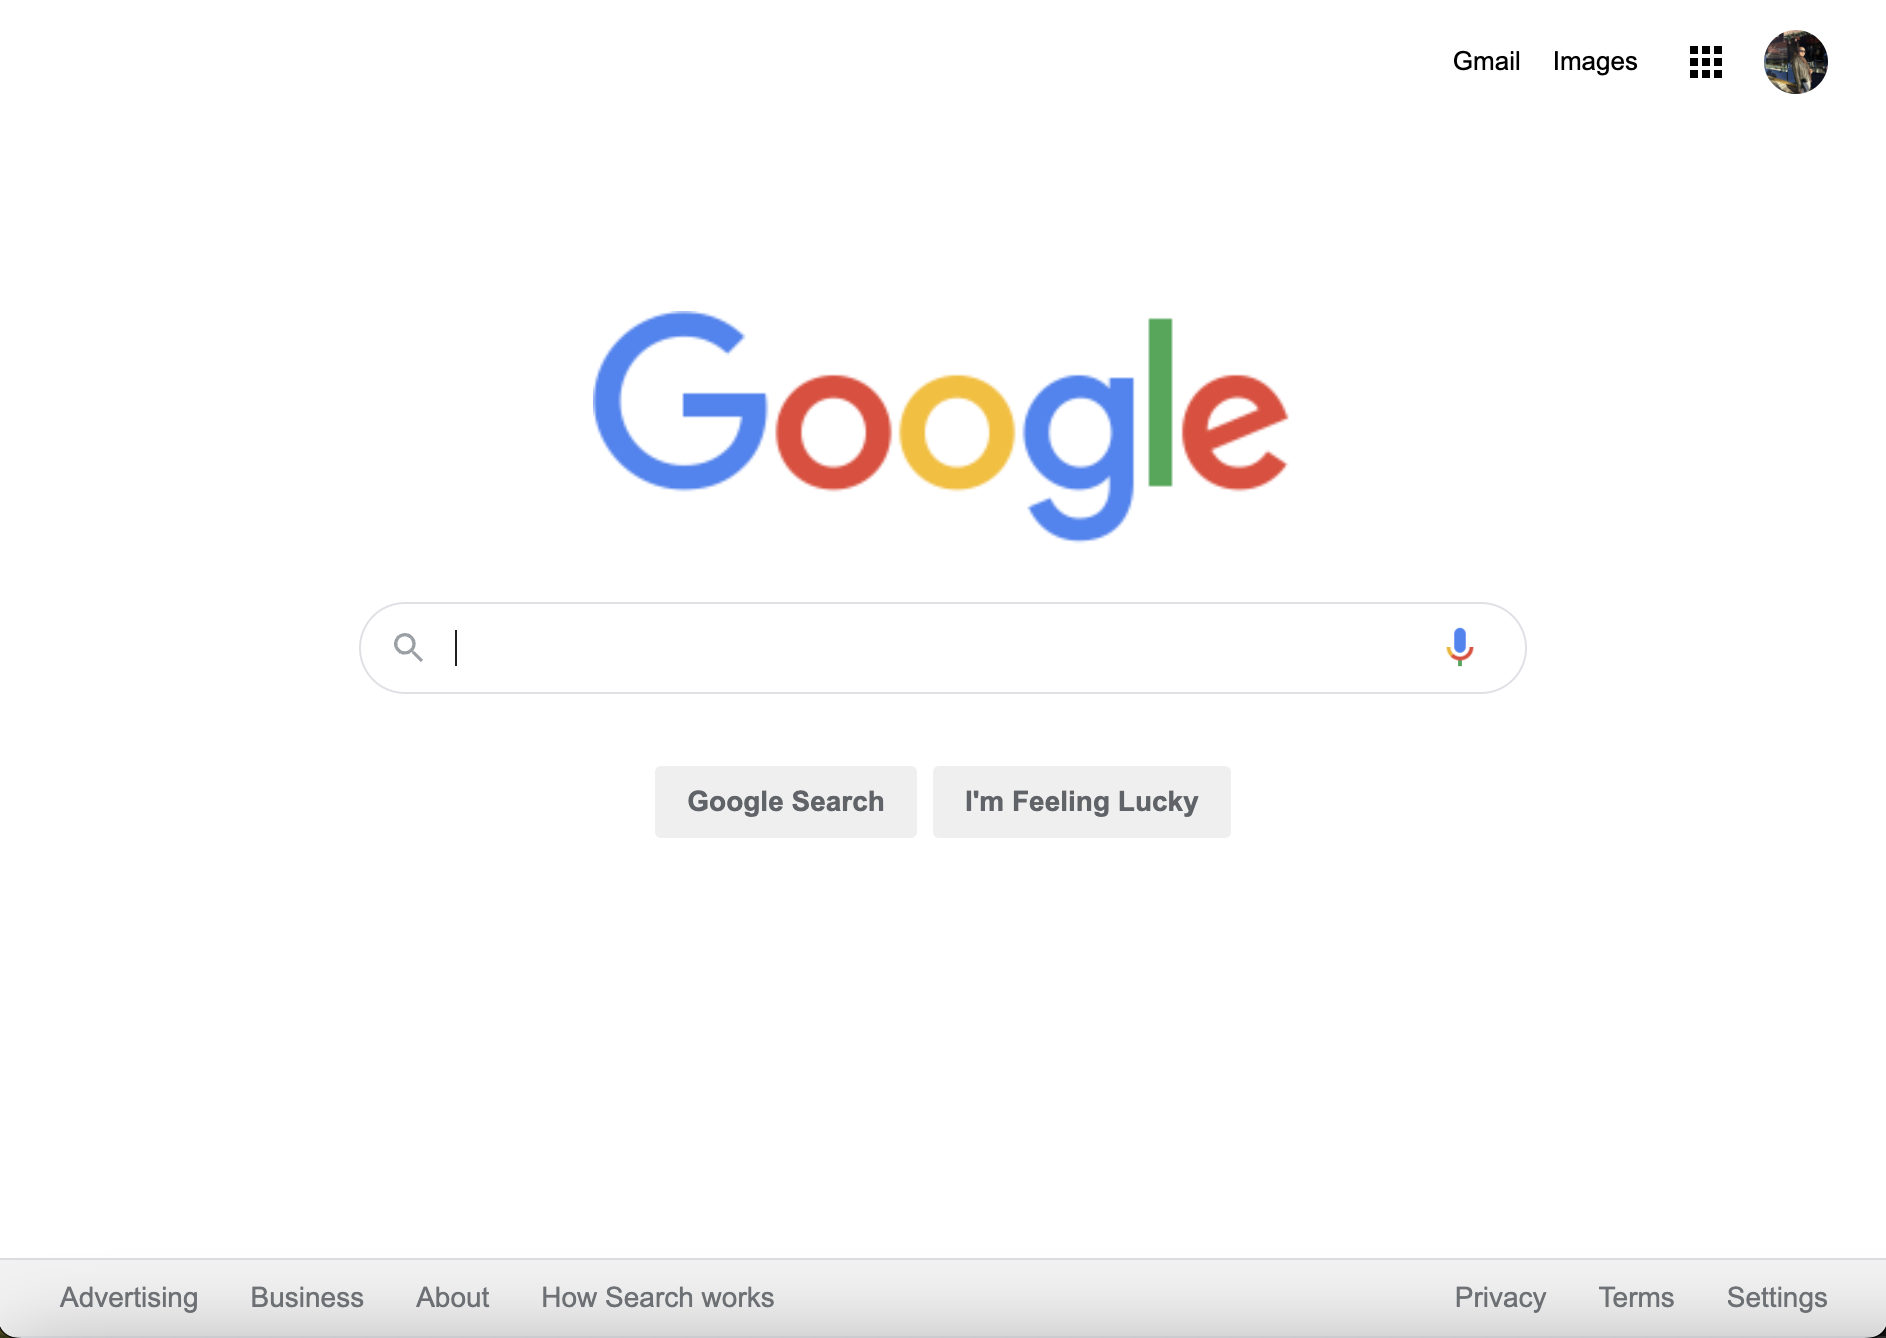 Gmail Images
Google
Google Search I'm Feeling Lucky
Advertising Business About How Search works Privacy Terms Settings